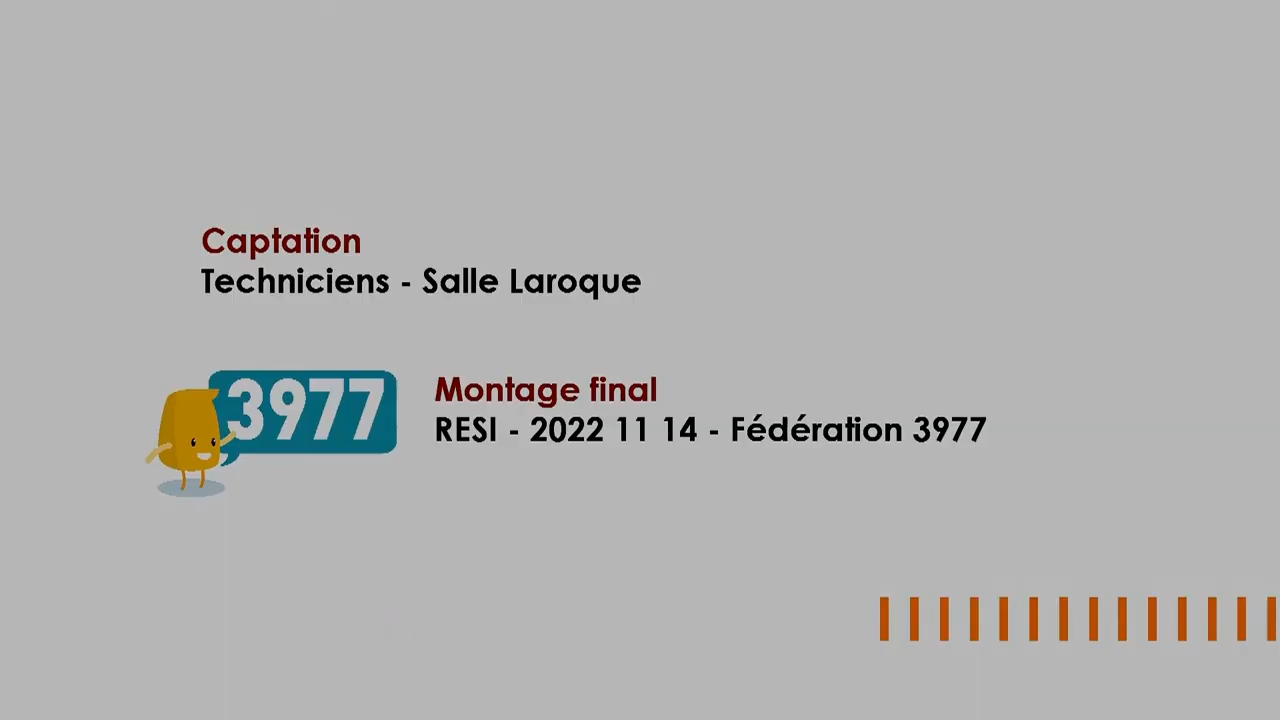 Captation
Techniciens - Salle Laroque
3977
Montage final
RESI - 2022 11 14 - Fédération 3977